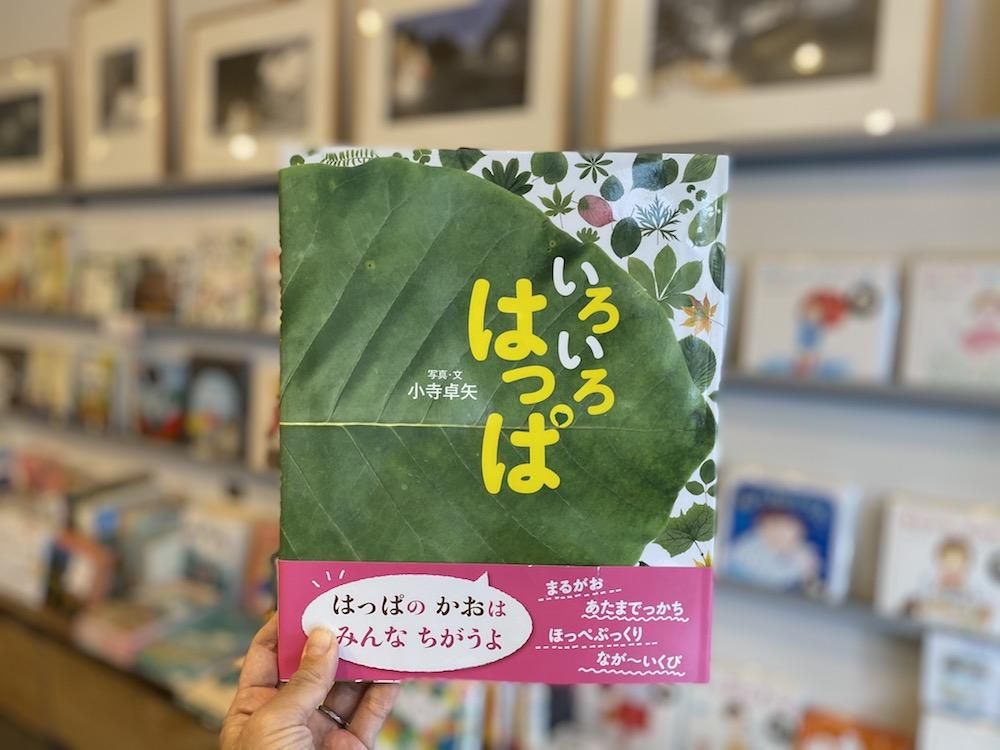 いろいろ
はっぱ
写真・文
小寺卓矢
はっぱの かおは
みんな ちがうよ
まるがお
あたまでっかち
ほっぺぷっくり
なが〜いくび